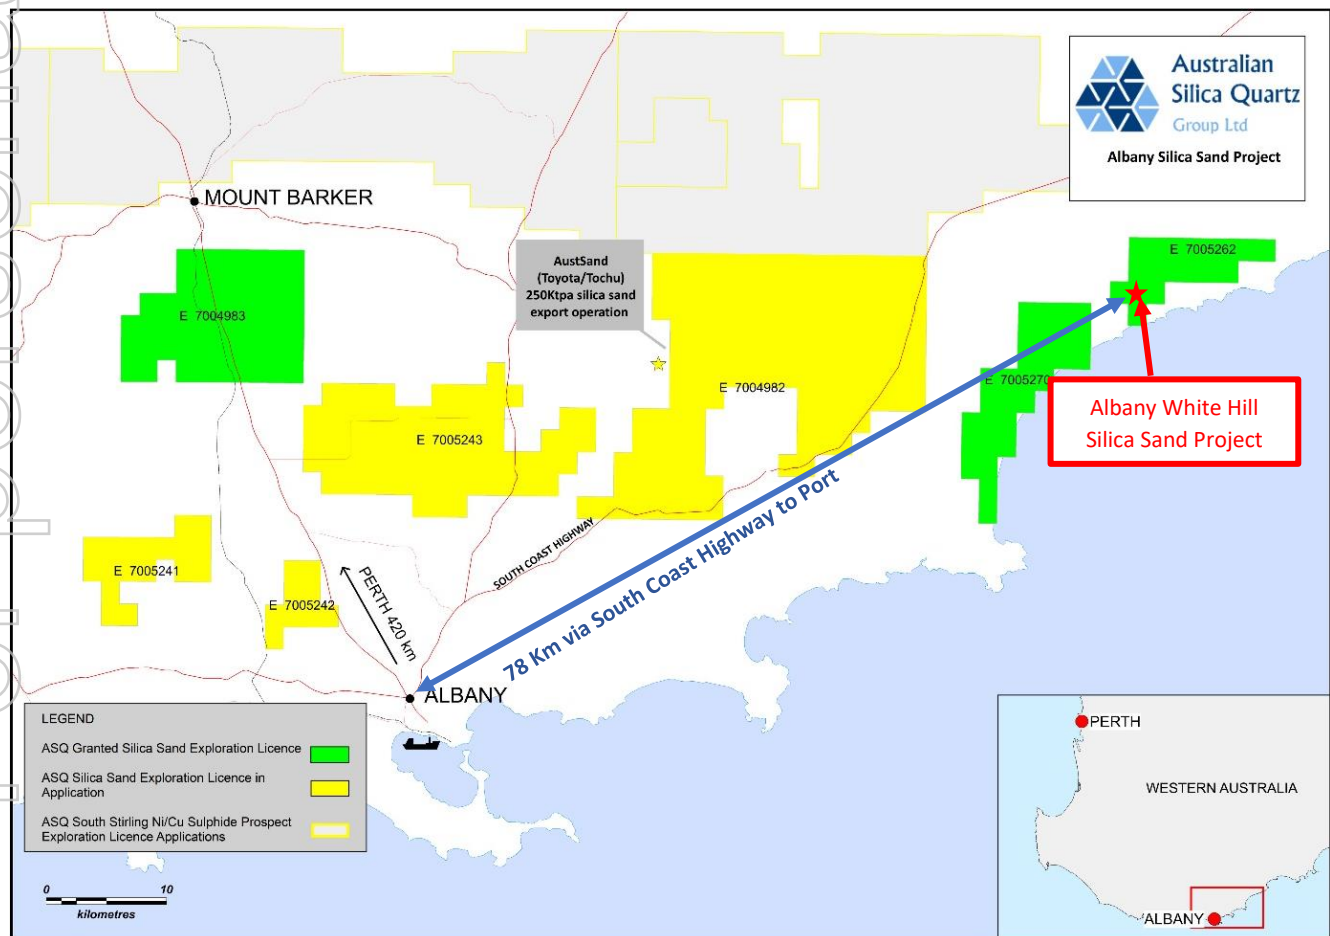 Australian
Silica Quartz
Group Ltd
Albany Silica Sand Project
MOUNT BARKER
E 7005262
AustSand
(Toyota/Tochu)
250Ktpa silica sand
export operation
E 7004983
E 7004982
E 7005270
Albany White Hill
Silica Sand Project
E 7005243
78 Km via South Coast Highway to Port
SOUTH COAST HIGHWAY
E 7005241
E 7005242
PERTH 420 km
ALBANY
LEGEND
ASQ Granted Silica Sand Exploration Licence
ASQ Silica Sand Exploration Licence in
Application
ASQ South Stirling Ni/Cu Sulphide Prospect
Exploration Licence Applications
0 10
kilometres
PERTH
WESTERN AUSTRALIA
ALBANY